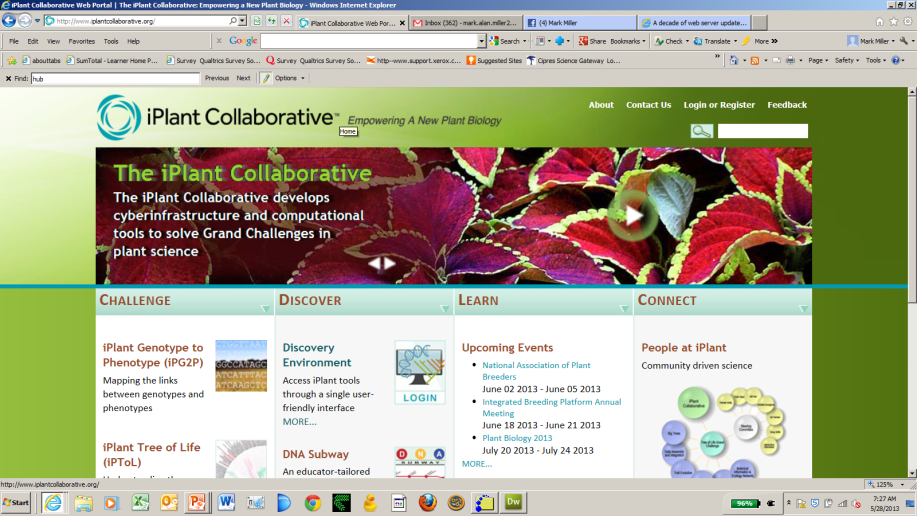 iPlant Collaborative Web Portal | The iPlant Collaborative: Empowering a New Plant Biology - Windows Internet Explorer
http://www.iplantcollaborative.org/
iPlant Collaborative Web Por...
Inbox (362) - mark.alan.miller2...
(4) Mark Miller
A decade of web server update...
File Edit View Favorites Tools Help
x Google
Search
Share Bookmarks
Check
Translate
More »
Mark Miller
abouttabs
SumTotal - Learner Home P...
Survey Qualtrics Survey So...
Survey Qualtrics Survey So...
http--www.support.xerox.c...
Suggested Sites
Cipres Science Gateway Lo...
Page
Safety
Tools
x Find: hub
Previous Next Options
iPlant Collaborative™ Empowering A New Plant Biology
Home
About Contact Us Login or Register Feedback
The iPlant Collaborative
The iPlant Collaborative develops
cyberinfrastructure and computational
tools to solve Grand Challenges in
plant science
CHALLENGE
iPlant Genotype to
Phenotype (iPG2P)
Mapping the links
between genotypes and
phenotypes
iPlant Tree of Life
(iPToL)
DISCOVER
Discovery
Environment
Access iPlant tools
through a single user-
friendly interface
MORE...
LOGIN
DNA Subway
An educator-tailored
D N A
SUBWAY
LEARN
Upcoming Events
National Association of Plant
Breeders
June 02 2013 - June 05 2013
Integrated Breeding Platform Annual
Meeting
June 18 2013 - June 21 2013
Plant Biology 2013
July 20 2013 - July 24 2013
MORE...
CONNECT
People at iPlant
Community driven science
http://www.iplantcollaborative.org/
125%
Start
96%
7:27 AM
5/28/2013